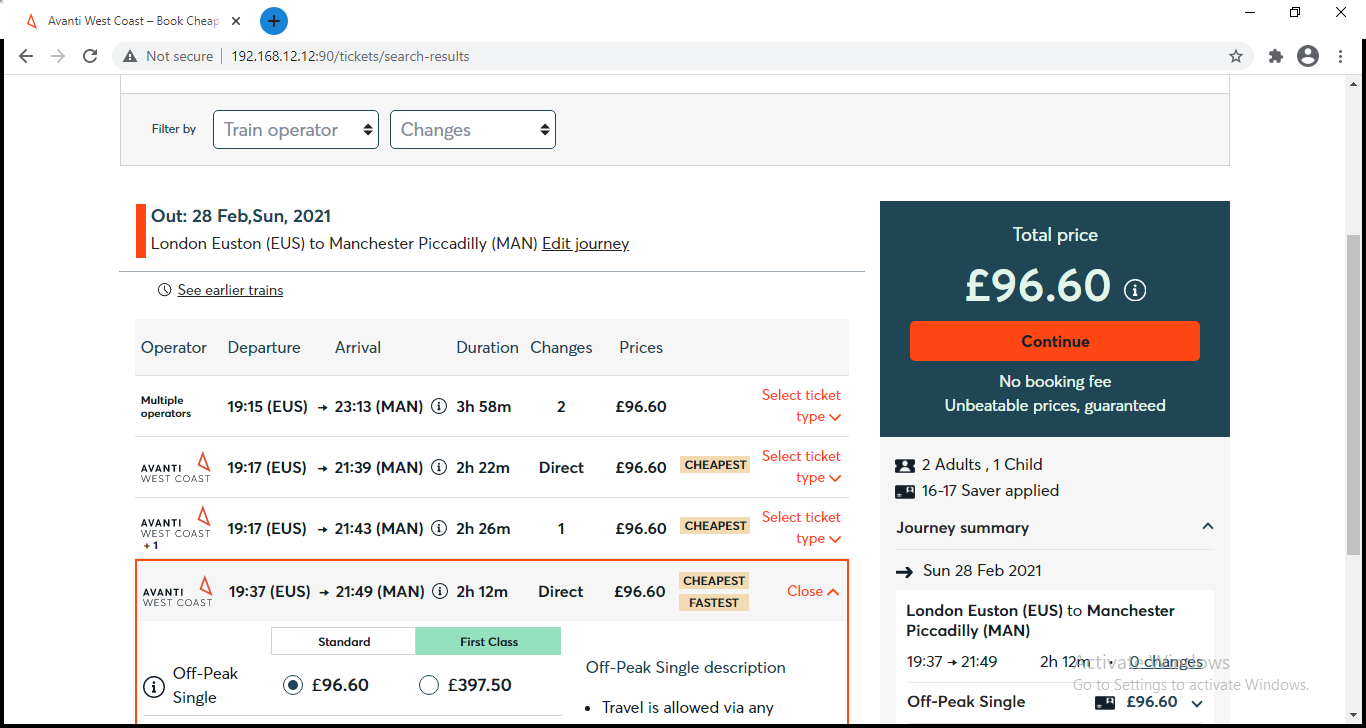 Avanti West Coast – Book Cheap
Not secure
192.168.12.12:90/tickets/search-results
Filter by
Train operator
Changes
Out: 28 Feb,Sun, 2021
London Euston (EUS) to Manchester Piccadilly (MAN) Edit journey
See earlier trains
Operator Departure Arrival Duration Changes Prices
Multiple
operators
19:15 (EUS) → 23:13 (MAN) 3h 58m 2 £96.60
Select ticket
type
AVANTI
WEST COAST
19:17 (EUS) → 21:39 (MAN) 2h 22m Direct £96.60 CHEAPEST
Select ticket
type
AVANTI
WEST COAST
+ 1
19:17 (EUS) → 21:43 (MAN) 2h 26m 1 £96.60 CHEAPEST
Select ticket
type
AVANTI
WEST COAST
19:37 (EUS) → 21:49 (MAN) 2h 12m Direct £96.60
CHEAPEST
FASTEST
Close
Standard First Class
Off-Peak
Single
£96.60 £397.50
Off-Peak Single description
• Travel is allowed via any
Total price
£96.60
Continue
No booking fee
Unbeatable prices, guaranteed
2 Adults , 1 Child
16-17 Saver applied
Journey summary
→ Sun 28 Feb 2021
London Euston (EUS) to Manchester
Piccadilly (MAN)
19:37 → 21:49 2h 12m · 0 changes
Off-Peak Single £96.60
Activate Windows
Go to Settings to activate Windows.